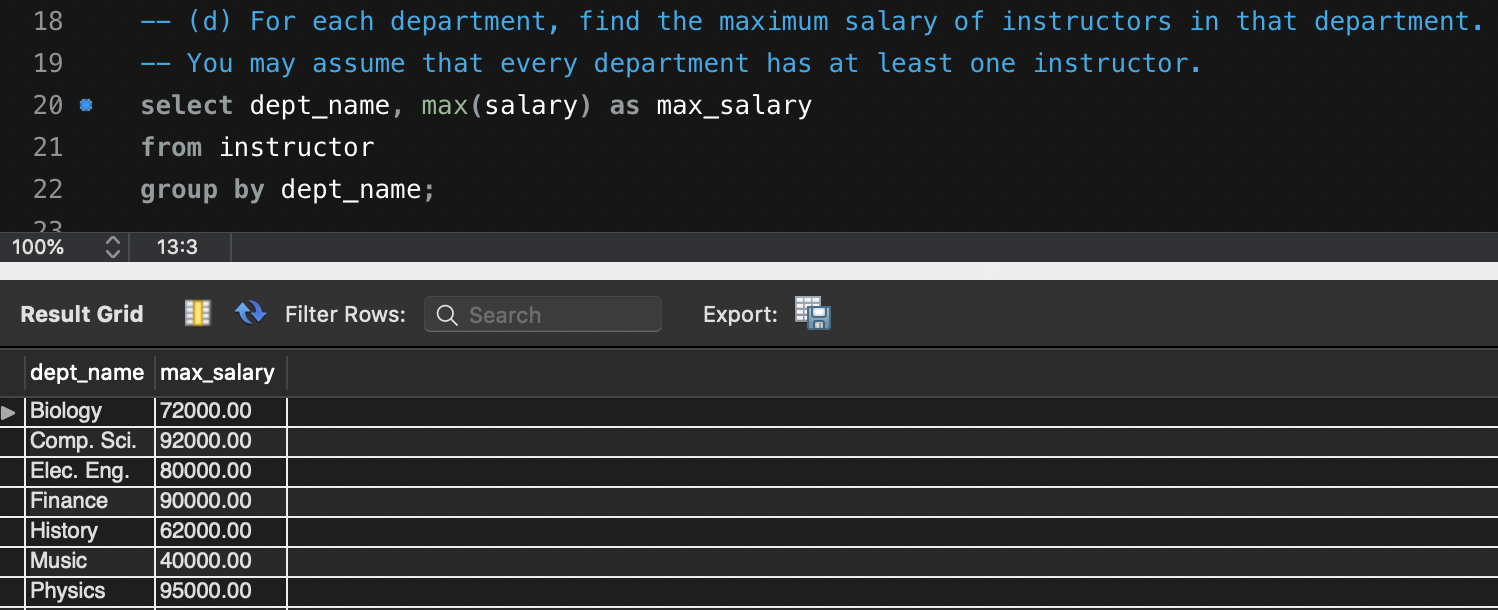 18 -- (d) For each department, find the maximum salary of instructors in that department.
19 -- You may assume that every department has at least one instructor.
20 select dept_name, max(salary) as max_salary
21 from instructor
22 group by dept_name;
23
100% 13:3
Result Grid Filter Rows: Search Export:
dept_name max_salary
Biology 72000.00
Comp. Sci. 92000.00
Elec. Eng. 80000.00
Finance 90000.00
History 62000.00
Music 40000.00
Physics 95000.00